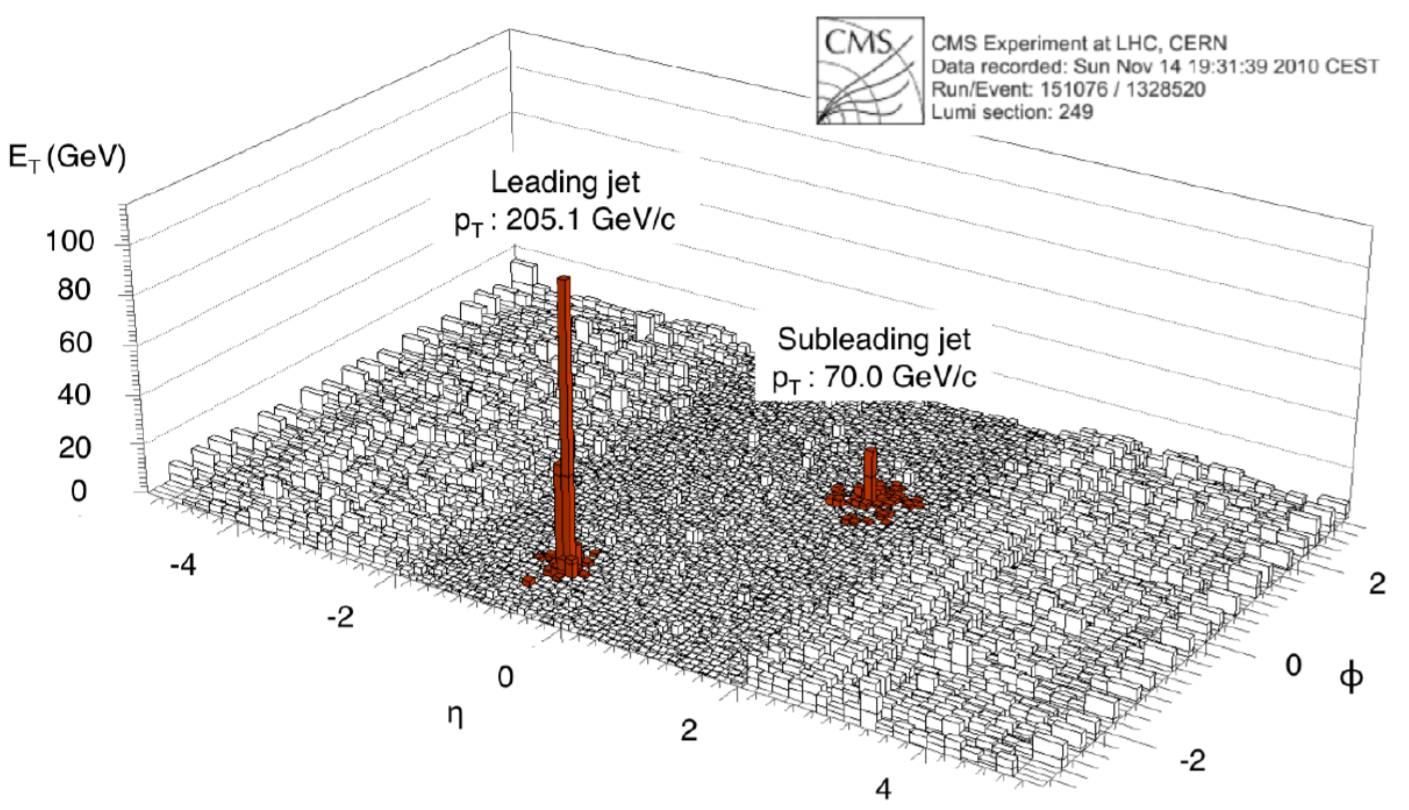 CMS
CMS Experiment at LHC, CERN
Data recorded: Sun Nov 14 19:31:39 2010 CEST
Run/Event: 151076 / 1328520
Lumi section: 249
E_T (GeV)
Leading jet
p_T : 205.1 GeV/c
Subleading jet
p_T : 70.0 GeV/c
100
80
60
40
20
0
-4
-2
0
2
4
η
-2
0
2
ϕ